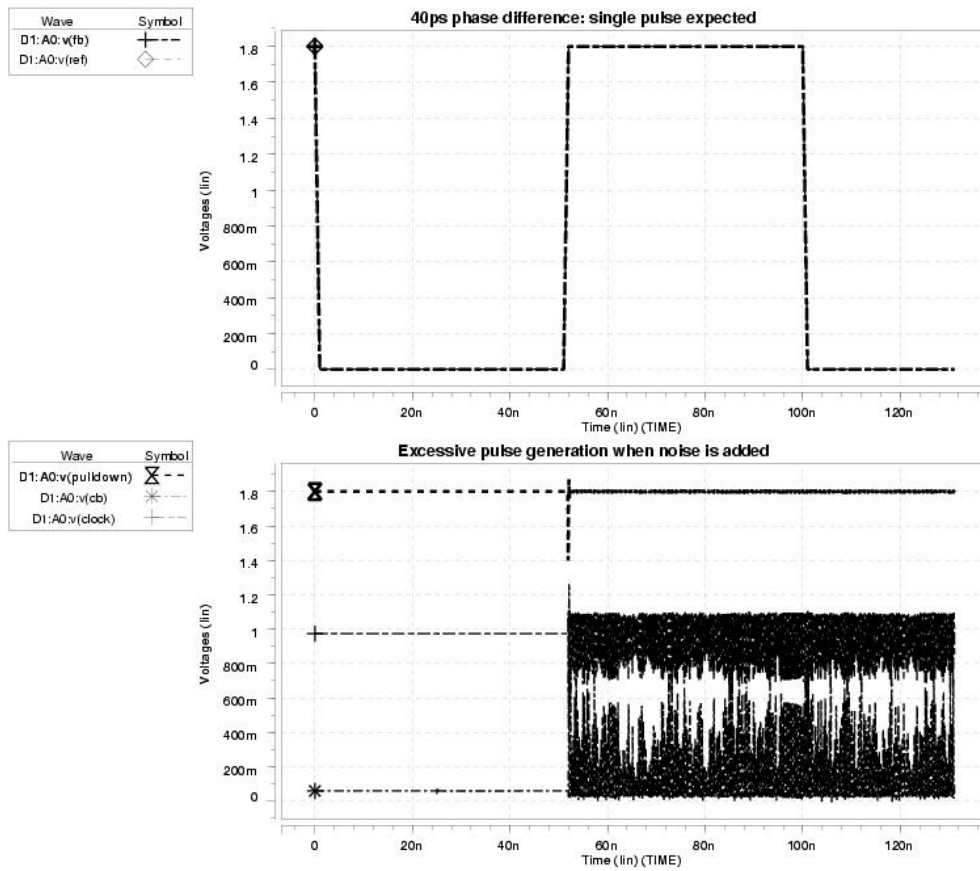 40ps phase difference: single pulse expected
Wave Symbol
D1:A0:v(fb)
D1:A0:v(ref)
Voltages (lin)
1.8
1.6
1.4
1.2
1
800m
600m
400m
200m
0
0 20n 40n 60n 80n 100n 120n
Time (lin) (TIME)
Excessive pulse generation when noise is added
Wave Symbol
D1:A0:v(pulldown)
D1:A0:v(cb)
D1:A0:v(clock)
Voltages (lin)
1.8
1.6
1.4
1.2
1
800m
600m
400m
200m
0
0 20n 40n 60n 80n 100n 120n
Time (lin) (TIME)